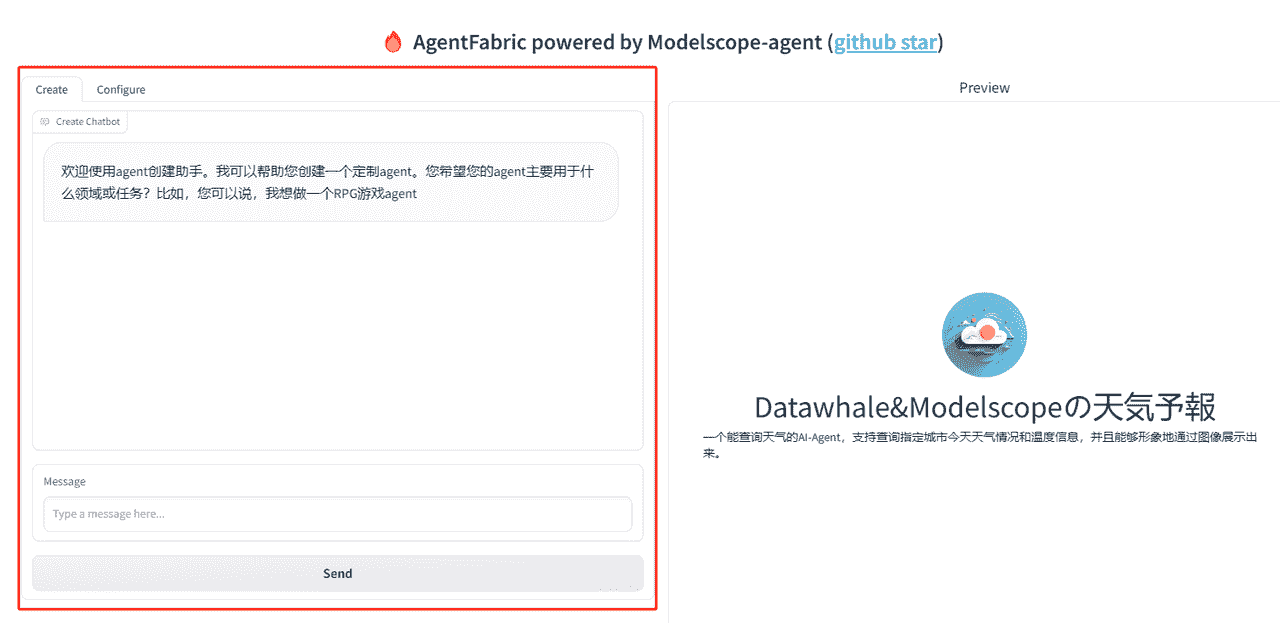 AgentFabric powered by Modelscope-agent (github star)
Create Configure
Create Chatbot
欢迎使用agent创建助手。我可以帮助您创建一个定制agent。您希望您的agent主要用于什
么领域或任务？比如，您可以说，我想做一个RPG游戏agent
Message
Type a message here...
Send
Preview
Datawhale&Modelscopeの天気予報
一个能查询天气的AI-Agent，支持查询指定城市今天天气情况和温度信息，并且能够形象地通过图像展示出
来。